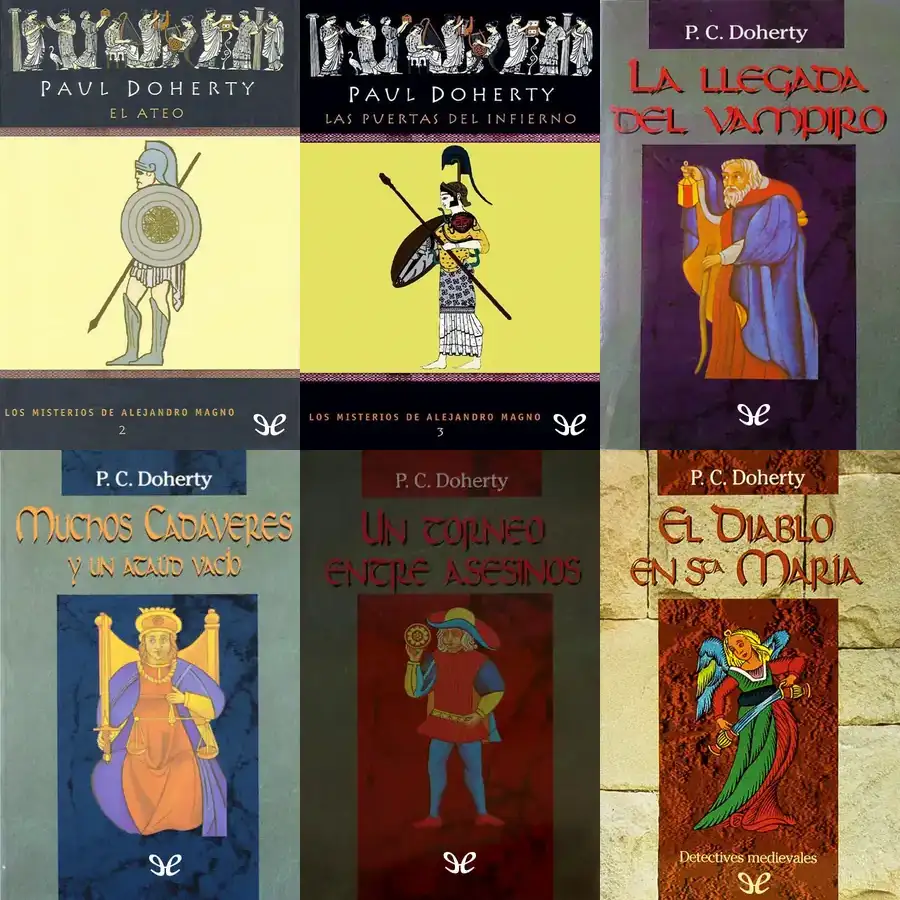 PAUL DOHERTY
EL ATEO
LOS MISTERIOS DE ALEJANDRO MAGNO
2
PAUL DOHERTY
LAS PUERTAS DEL INFIERNO
LOS MISTERIOS DE ALEJANDRO MAGNO
3
P. C. Doherty
LA LLEGADA
DEL VAMPIRO
P. C. Doherty
MUCHOS CADÁVERES
Y UN ATAÚD VACÍO
P. C. Doherty
UN TORNEO
ENTRE ASESINOS
P. C. Doherty
EL DIABLO
EN Sta MARÍA
Detectives medievales